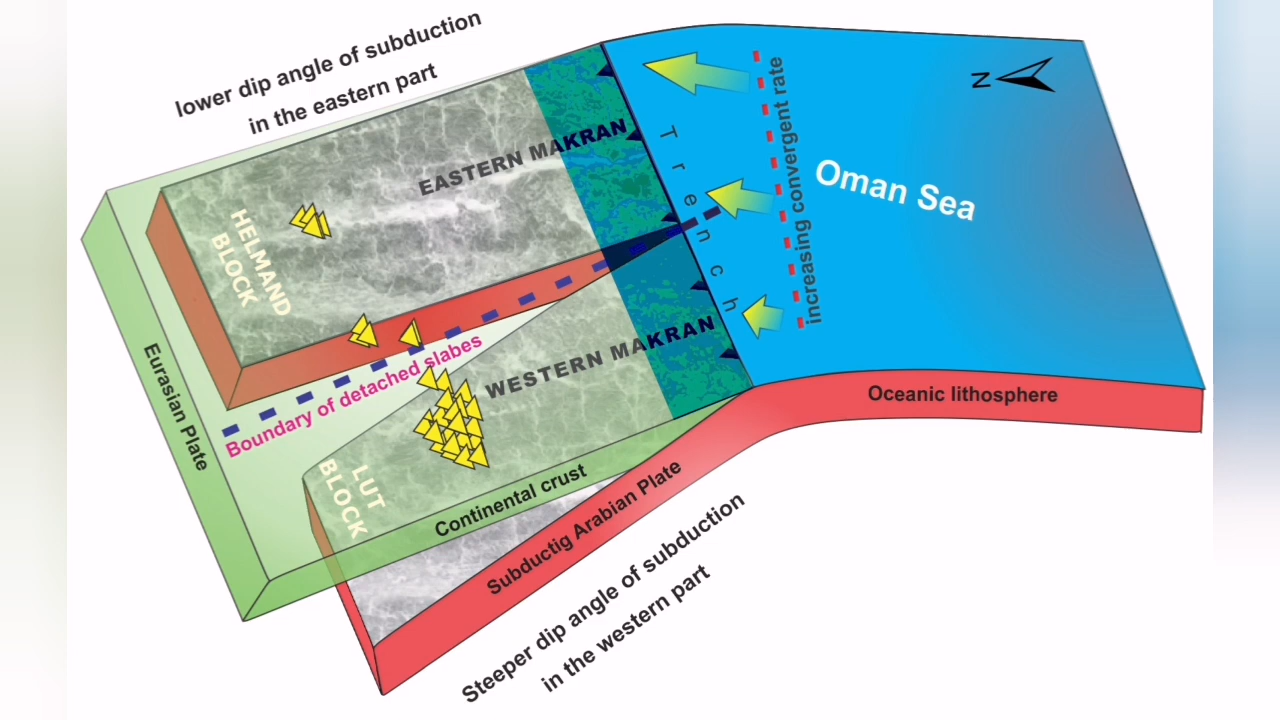 lower dip angle of subduction
in the eastern part
N
EASTERN MAKRAN
Trench
increasing convergent rate
Oman Sea
HELMAND
BLOCK
Eurasian Plate
Boundary of detached slabes
WESTERN MAKRAN
Oceanic lithosphere
LUT
BLOCK
Continental crust
Subductig Arabian Plate
Steeper dip angle of subduction
in the western part